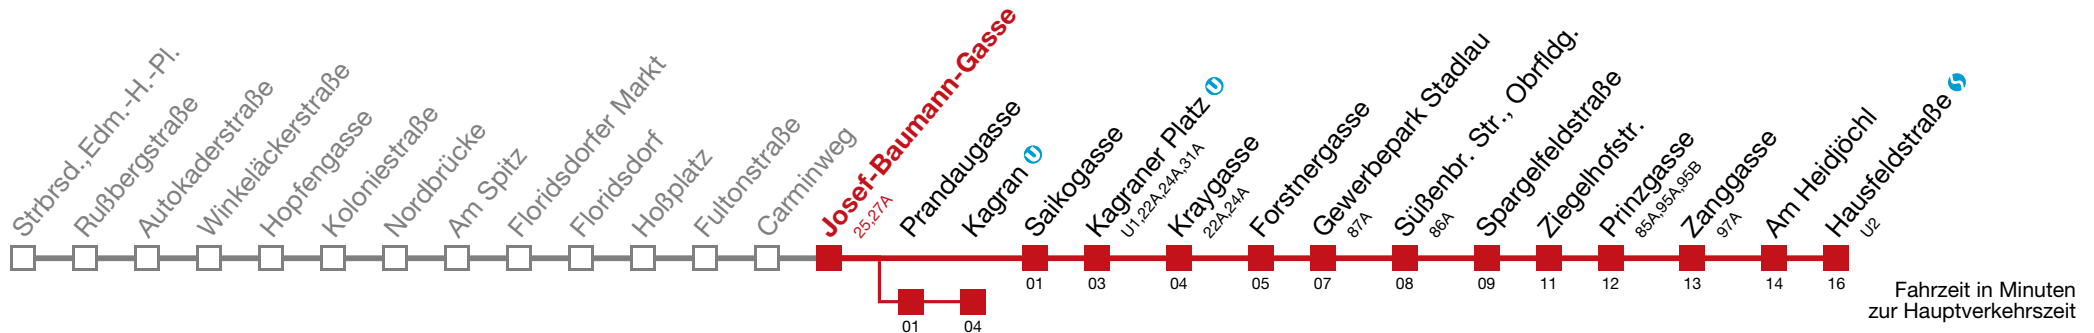 Strbrsd.,Edm.-H.-Pl.
Rußbergstraße
Autokaderstraße
Winkeläckerstraße
Hopfengasse
Koloniestraße
Nordbrücke
Am Spitz
Floridsdorfer Markt
Floridsdorf
Hoßplatz
Fultonstraße
Carminweg
Josef-Baumann-Gasse
25,27A
Prandaugasse
01
Kagran U
04
Saikogasse
01
Kagraner Platz U
U1,22A,24A,31A
03
Kraygasse
22A,24A
04
Forstnergasse
05
Gewerbepark Stadlau
87A
07
Süßenbr. Str., Obrfldg.
86A
08
Spargelfeldstraße
09
Ziegelhofstr.
11
Prinzgasse
85A,95A,95B
12
Zanggasse
97A
13
Am Heidjöchl
14
Hausfeldstraße
U2
16
Fahrzeit in Minuten
zur Hauptverkehrszeit